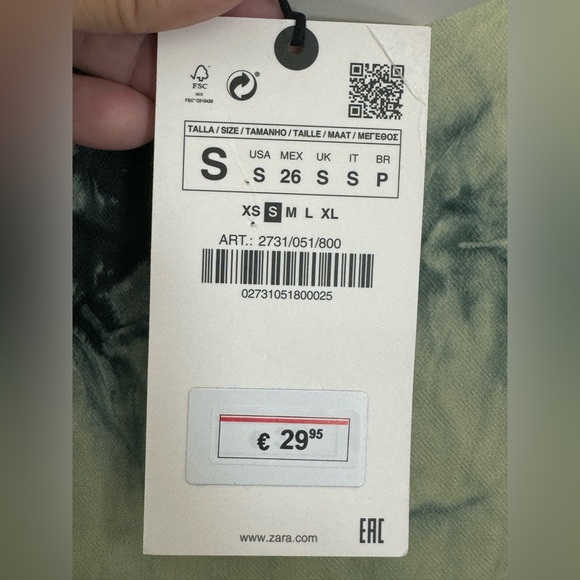 FSC
MIX
TALLA / SIZE / TAMANHO / TAILLE / MAAT / ΜΕΓΕΘΟΣ
S
USA MEX UK IT BR
S 26 S S P
XS S M L XL
ART.: 2731/051/800
02731051800025
€ 29 95
www.zara.com
EAC